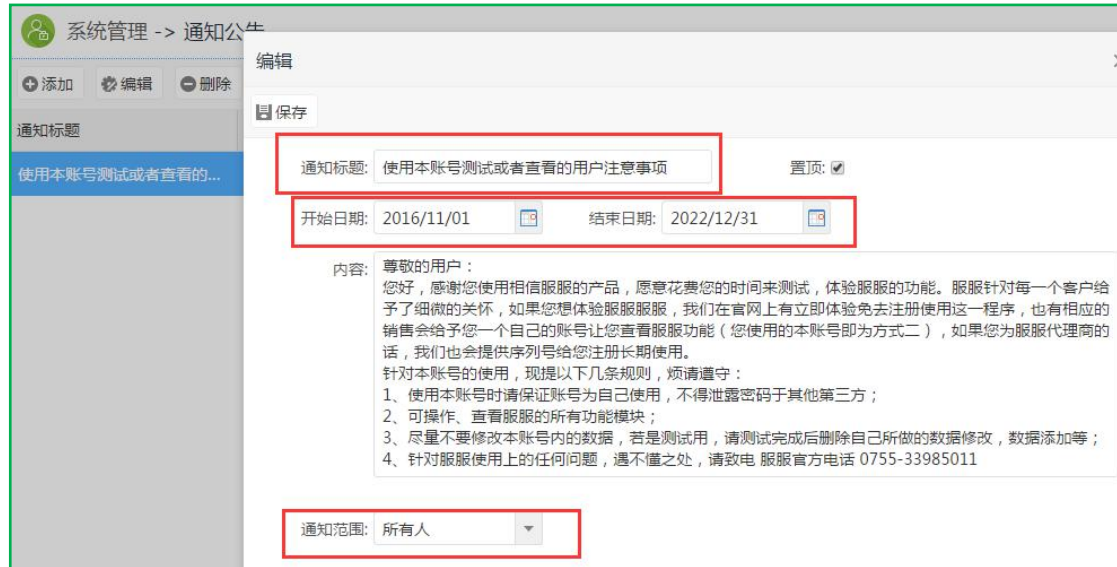 系统管理 -> 通知公告
编辑
添加 编辑 删除
保存
通知标题
通知标题: 使用本账号测试或者查看的用户注意事项 置顶:
使用本账号测试或者查看的...
开始日期: 2016/11/01 结束日期: 2022/12/31
内容: 尊敬的用户：
您好，感谢您使用相信服服的产品，愿意花费您的时间来测试，体验服服的功能。服服针对每一个客户给
予了细微的关怀，如果您想体验服服服服，我们在官网上有立即体验免去注册使用这一程序，也有相应的
销售会给予您一个自己的账号让您查看服服功能（您使用的本账号即为方式二），如果您为服服代理商的
话，我们也会提供序列号给您注册长期使用。
针对本账号的使用，现提以下几条规则，烦请遵守：
1、使用本账号时请保证账号为自己使用，不得泄露密码于其他第三方；
2、可操作、查看服服的所有功能模块；
3、尽量不要修改本账号内的数据，若是测试用，请测试完成后删除自己所做的数据修改，数据添加等；
4、针对服服使用上的任何问题，遇不懂之处，请致电 服服官方电话 0755-33985011
通知范围: 所有人